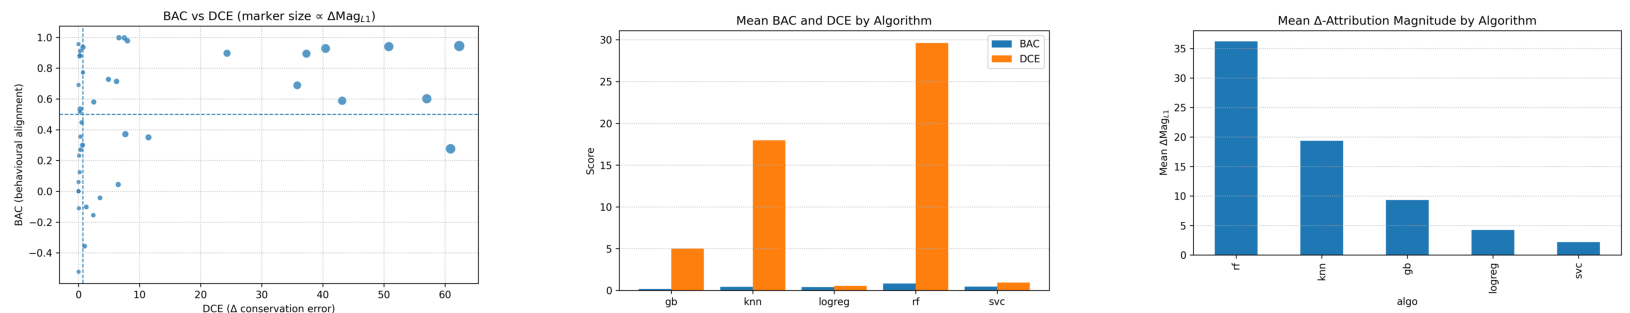 BAC vs DCE (marker size ∝ ΔMag_L1)
BAC (behavioural alignment)
1.0
0.8
0.6
0.4
0.2
0.0
−0.2
−0.4
0 10 20 30 40 50 60
DCE (Δ conservation error)
Mean BAC and DCE by Algorithm
BAC
DCE
Score
30
25
20
15
10
5
0
gb knn logreg rf svc
Mean Δ-Attribution Magnitude by Algorithm
Mean ΔMag_L1
35
30
25
20
15
10
5
0
rf knn gb logreg svc
algo